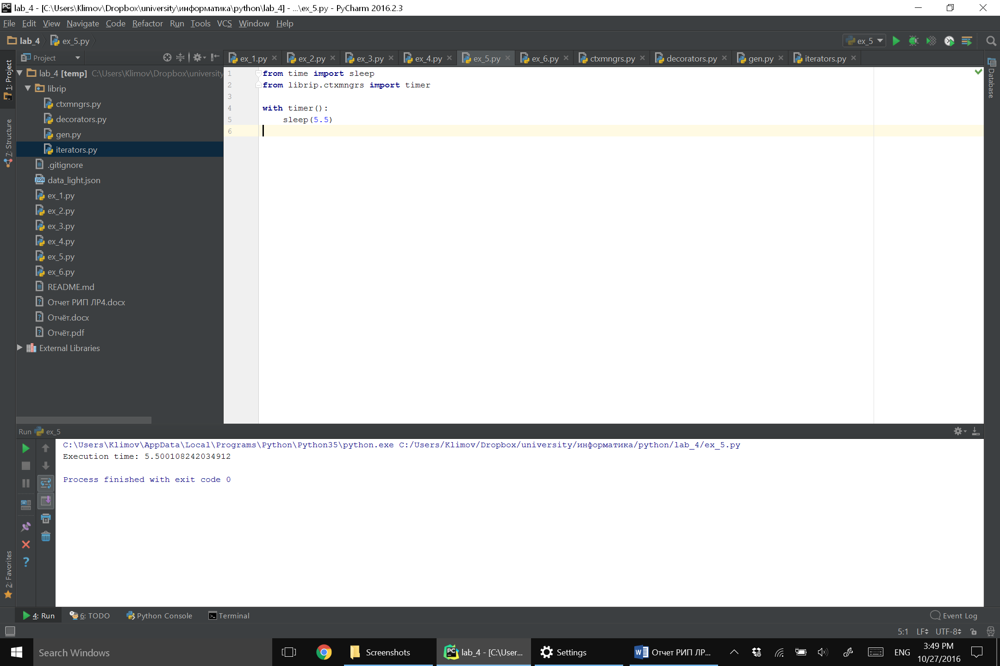 lab_4 - [C:\Users\Klimov\Dropbox\university\информатика\python\lab_4] - ...\ex_5.py - PyCharm 2016.2.3
File Edit View Navigate Code Refactor Run Tools VCS Window Help
lab_4 ex_5.py ex_5
Project ex_1.py ex_2.py ex_3.py ex_4.py ex_5.py ex_6.py ctxmngrs.py decorators.py gen.py iterators.py
1: Project
7: Structure
2: Favorites
Database
lab_4 [temp] C:\Users\Klimov\Dropbox\university
librip
ctxmngrs.py
decorators.py
gen.py
iterators.py
.gitignore
data_light.json
ex_1.py
ex_2.py
ex_3.py
ex_4.py
ex_5.py
ex_6.py
README.md
Отчет РИП ЛР4.docx
Отчёт.docx
Отчёт.pdf
External Libraries
1 from time import sleep
2 from librip.ctxmngrs import timer
3
4 with timer():
5     sleep(5.5)
6
Run ex_5
C:\Users\Klimov\AppData\Local\Programs\Python\Python35\python.exe C:/Users/Klimov/Dropbox/university/информатика/python/lab_4/ex_5.py
Execution time: 5.500108242034912
Process finished with exit code 0
4: Run 6: TODO Python Console Terminal Event Log
5:1 LF UTF-8
Search Windows Screenshots lab_4 - [C:\User... Settings Отчет РИП ЛР... ENG 3:49 PM
10/27/2016